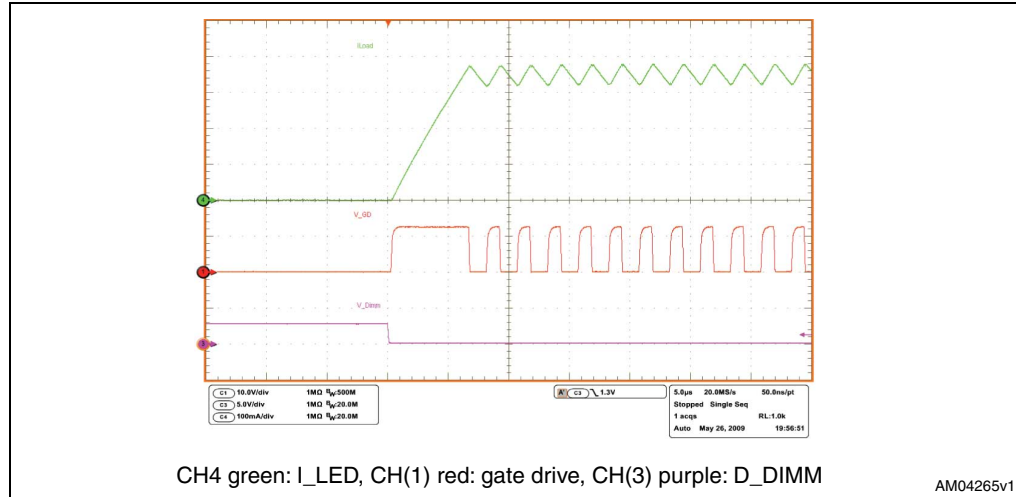 ILoad
4
V_GD
1
V_Dimm
3
C1 10.0V/div 1MΩ BW:500M
C3 5.0V/div 1MΩ BW:20.0M
C4 100mA/div 1MΩ BW:20.0M
A' C3 1.3V
5.0µs 20.0MS/s 50.0ns/pt
Stopped Single Seq
1 acqs RL:1.0k
Auto May 26, 2009 19:56:51
CH4 green: I_LED, CH(1) red: gate drive, CH(3) purple: D_DIMM
AM04265v1